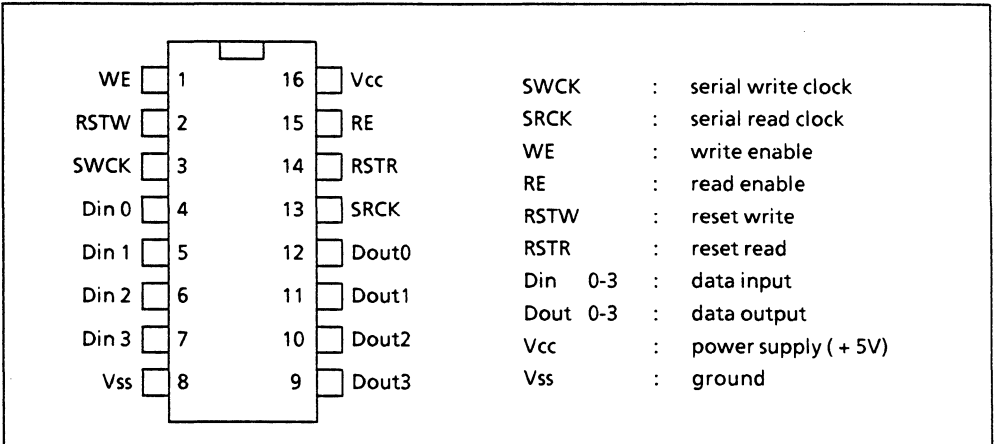 WE 1 16 Vcc
RSTW 2 15 RE
SWCK 3 14 RSTR
Din 0 4 13 SRCK
Din 1 5 12 Dout0
Din 2 6 11 Dout1
Din 3 7 10 Dout2
Vss 8 9 Dout3
SWCK : serial write clock
SRCK : serial read clock
WE : write enable
RE : read enable
RSTW : reset write
RSTR : reset read
Din 0-3 : data input
Dout 0-3 : data output
Vcc : power supply ( + 5V)
Vss : ground